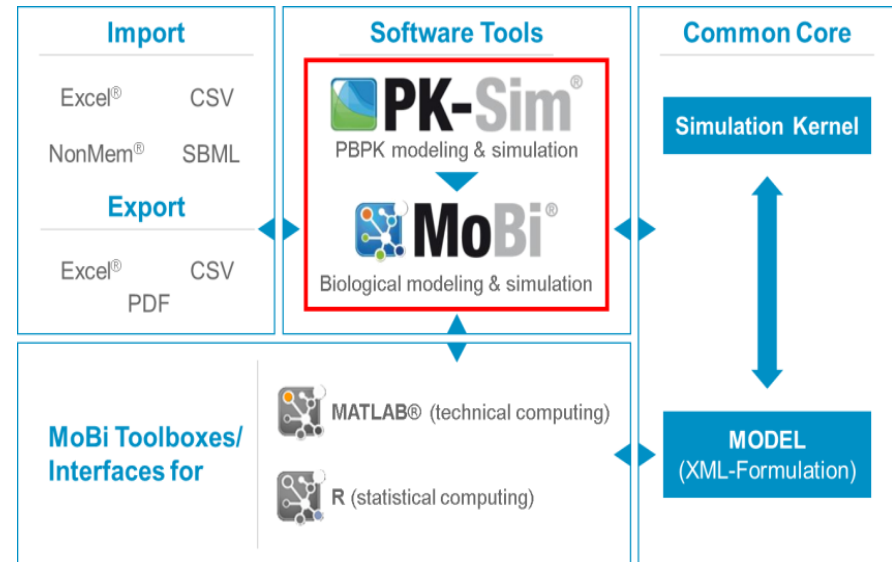 Import
Excel® CSV
NonMem® SBML
Export
Excel® CSV
PDF
Software Tools
PK-Sim®
PBPK modeling & simulation
MoBi®
Biological modeling & simulation
Common Core
Simulation Kernel
MODEL
(XML-Formulation)
MoBi Toolboxes/
Interfaces for
MATLAB® (technical computing)
R (statistical computing)